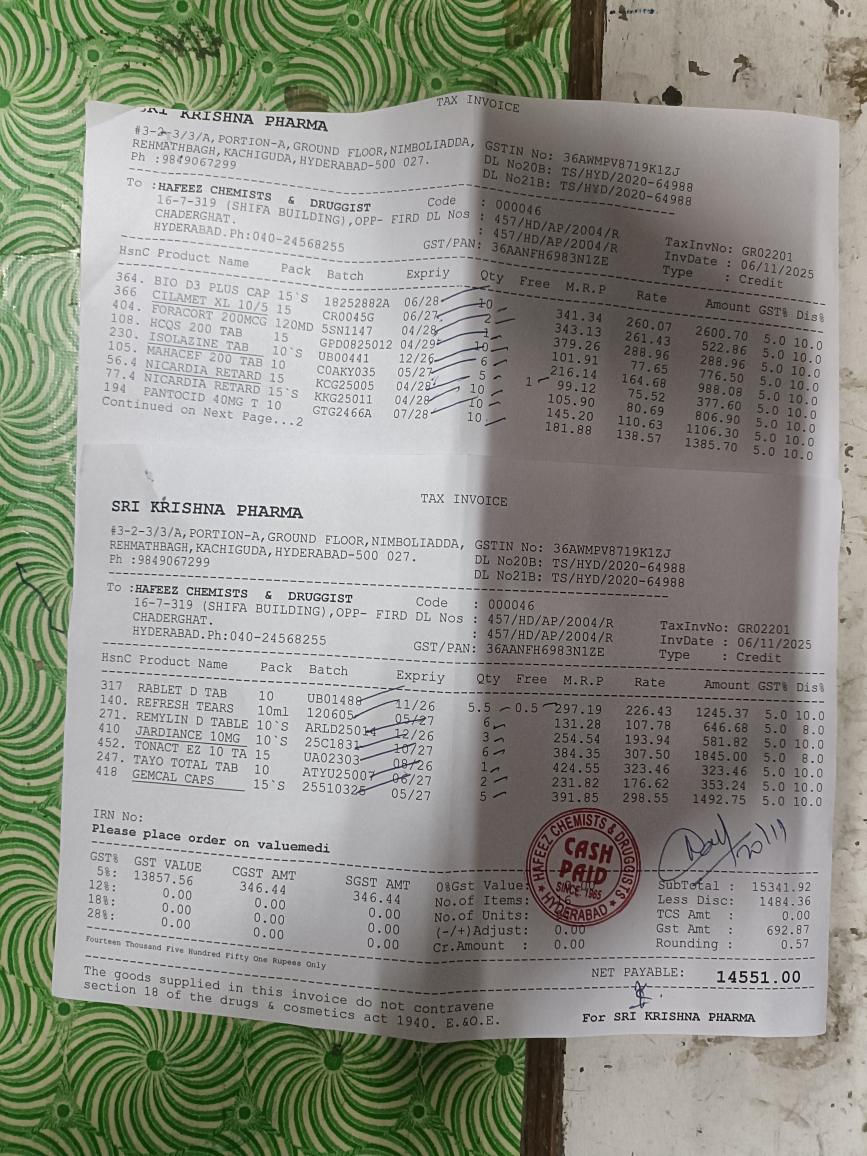 TAX INVOICE
SRI KRISHNA PHARMA
#3-2-3/3/A, PORTION-A, GROUND FLOOR, NIMBOLIADDA, GSTIN No: 36AWMPV8719K1ZJ
REHMATHBAGH, KACHIGUDA, HYDERABAD-500 027. DL No20B: TS/HYD/2020-64988
Ph :9849067299 DL No21B: TS/HYD/2020-64988
To :HAFEEZ CHEMISTS & DRUGGIST Code : 000046
16-7-319 (SHIFA BUILDING),OPP- FIRD DL Nos : 457/HD/AP/2004/R TaxInvNo: GR02201
CHADERGHAT. : 457/HD/AP/2004/R InvDate : 06/11/2025
HYDERABAD.Ph:040-24568255 GST/PAN: 36AANFH6983N1ZE Type : Credit
HsnC Product Name Pack Batch Expriy Qty Free M.R.P Rate Amount GST% Dis%
364. BIO D3 PLUS CAP 15`S 18252882A 06/28 10 341.34 260.07 2600.70 5.0 10.0
366 CILAMET XL 10/5 15 CR0045G 06/27 2 343.13 261.43 522.86 5.0 10.0
404. FORACORT 200MCG 120MD 5SN1147 04/28 1 379.26 288.96 288.96 5.0 10.0
108. HCQS 200 TAB 15 GPD0825012 04/29 10 101.91 77.65 776.50 5.0 10.0
230. ISOLAZINE TAB 10`S UB00441 12/26 6 216.14 164.68 988.08 5.0 10.0
105. MAHACEF 200 TAB 10 COAKY035 05/27 5 1 99.12 75.52 377.60 5.0 10.0
56.4 NICARDIA RETARD 15 KCG25005 04/28 10 105.90 80.69 806.90 5.0 10.0
77.4 NICARDIA RETARD 15`S KKG25011 04/28 10 145.20 110.63 1106.30 5.0 10.0
194 PANTOCID 40MG T 10 GTG2466A 07/28 10 181.88 138.57 1385.70 5.0 10.0
Continued on Next Page...2
TAX INVOICE
SRI KRISHNA PHARMA
#3-2-3/3/A, PORTION-A, GROUND FLOOR, NIMBOLIADDA, GSTIN No: 36AWMPV8719K1ZJ
REHMATHBAGH, KACHIGUDA, HYDERABAD-500 027. DL No20B: TS/HYD/2020-64988
Ph :9849067299 DL No21B: TS/HYD/2020-64988
To :HAFEEZ CHEMISTS & DRUGGIST Code : 000046
16-7-319 (SHIFA BUILDING),OPP- FIRD DL Nos : 457/HD/AP/2004/R TaxInvNo: GR02201
CHADERGHAT. : 457/HD/AP/2004/R InvDate : 06/11/2025
HYDERABAD.Ph:040-24568255 GST/PAN: 36AANFH6983N1ZE Type : Credit
HsnC Product Name Pack Batch Expriy Qty Free M.R.P Rate Amount GST% Dis%
317 RABLET D TAB 10 UB01488 11/26 5.5 0.5 297.19 226.43 1245.37 5.0 10.0
140. REFRESH TEARS 10ml 120605 05/27 6 131.28 107.78 646.68 5.0 8.0
271. REMYLIN D TABLE 10`S ARLD25014 12/26 3 254.54 193.94 581.82 5.0 10.0
410 JARDIANCE 10MG 10`S 25C1831 10/27 6 384.35 307.50 1845.00 5.0 8.0
452. TONACT EZ 10 TA 15 UA02303 08/26 1 424.55 323.46 323.46 5.0 10.0
247. TAYO TOTAL TAB 10 ATYU25007 06/27 2 231.82 176.62 353.24 5.0 10.0
418 GEMCAL CAPS 15`S 25510325 05/27 5 391.85 298.55 1492.75 5.0 10.0
IRN No:
Please place order on valuemedi
GST% GST VALUE CGST AMT SGST AMT 0%Gst Value: SubTotal : 15341.92
5%: 13857.56 346.44 346.44 No.of Items: 16 Less Disc: 1484.36
12%: 0.00 0.00 0.00 No.of Units: TCS Amt : 0.00
18%: 0.00 0.00 0.00 (-/+)Adjust: 0.00 Gst Amt : 692.87
28%: 0.00 0.00 0.00 Cr.Amount : 0.00 Rounding : 0.57
HAFEEZ CHEMISTS & DRUGGISTS
CASH
PAID
SINCE 1985
HYDERABAD
20/11
Fourteen Thousand Five Hundred Fifty One Rupees Only
NET PAYABLE: 14551.00
The goods supplied in this invoice do not contravene
section 18 of the drugs & cosmetics act 1940. E.&O.E.
For SRI KRISHNA PHARMA